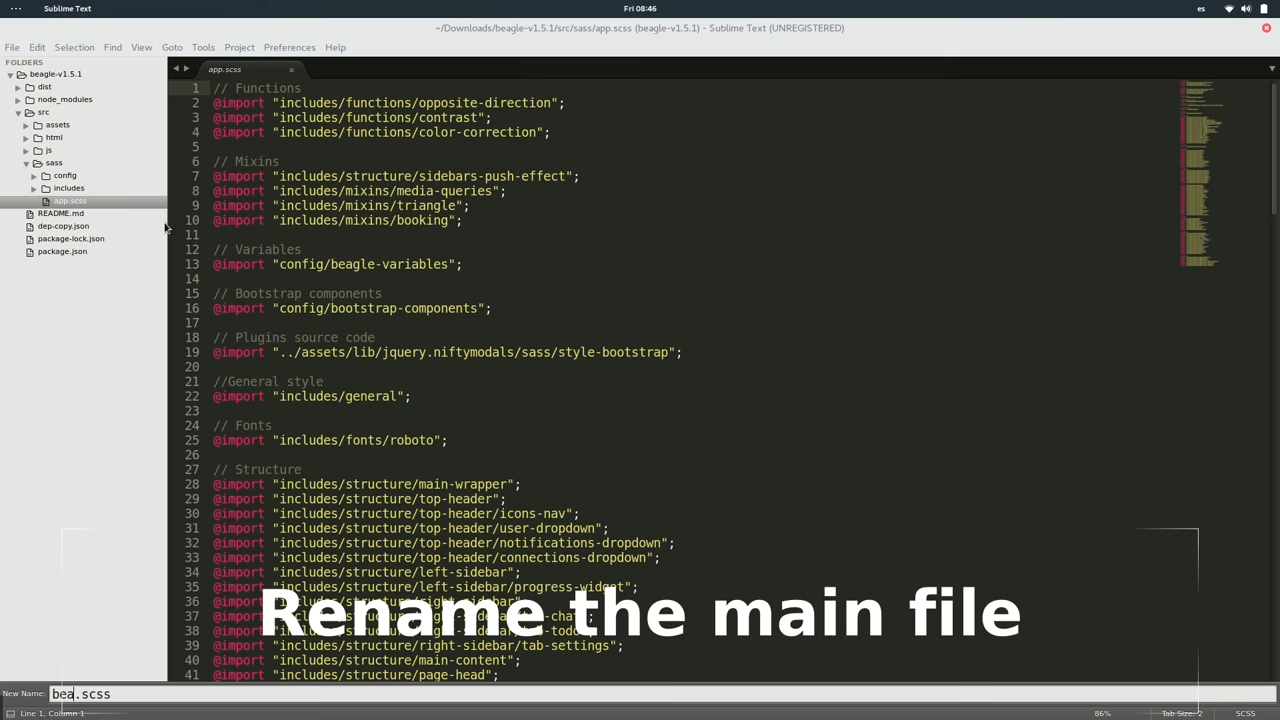 Sublime Text
Fri 08:46
es
~/Downloads/beagle-v1.5.1/src/sass/app.scss (beagle-v1.5.1) - Sublime Text (UNREGISTERED)
File Edit Selection Find View Goto Tools Project Preferences Help
FOLDERS
beagle-v1.5.1
dist
node_modules
src
assets
html
js
sass
config
includes
app.scss
README.md
dep-copy.json
package-lock.json
package.json
app.scss
1 // Functions
2 @import "includes/functions/opposite-direction";
3 @import "includes/functions/contrast";
4 @import "includes/functions/color-correction";
5
6 // Mixins
7 @import "includes/structure/sidebars-push-effect";
8 @import "includes/mixins/media-queries";
9 @import "includes/mixins/triangle";
10 @import "includes/mixins/booking";
11
12 // Variables
13 @import "config/beagle-variables";
14
15 // Bootstrap components
16 @import "config/bootstrap-components";
17
18 // Plugins source code
19 @import "../assets/lib/jquery.niftymodals/sass/style-bootstrap";
20
21 //General style
22 @import "includes/general";
23
24 // Fonts
25 @import "includes/fonts/roboto";
26
27 // Structure
28 @import "includes/structure/main-wrapper";
29 @import "includes/structure/top-header";
30 @import "includes/structure/top-header/icons-nav";
31 @import "includes/structure/top-header/user-dropdown";
32 @import "includes/structure/top-header/notifications-dropdown";
33 @import "includes/structure/top-header/connections-dropdown";
34 @import "includes/structure/left-sidebar";
35 @import "includes/structure/left-sidebar/progress-widget";
36 @import "includes/structure/right-sidebar";
37
38
39 @import "includes/structure/right-sidebar/tab-settings";
40 @import "includes/structure/main-content";
41 @import "includes/structure/page-head";
Rename the main file
New Name: bea.scss
Line 1, Column 1
86%
Tab Size: 2
SCSS